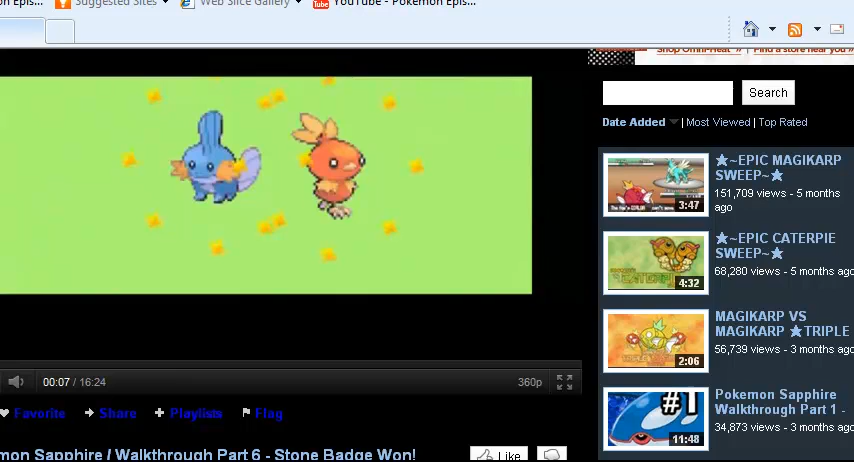 on Epis...
Suggested Sites
Web Slice Gallery
YouTube - Pokemon Epis...
Shop Omni-Heat »
Find a store near you »
Search
Date Added | Most Viewed | Top Rated
★~EPIC MAGIKARP
SWEEP~★
151,709 views - 5 months
ago
3:47
★~EPIC CATERPIE
SWEEP~★
68,280 views - 5 months ago
4:32
MAGIKARP VS
MAGIKARP ★TRIPLE
56,739 views - 3 months ago
2:06
Pokemon Sapphire
Walkthrough Part 1 -
34,873 views - 3 months ago
#1
11:48
00:07 / 16:24
360p
Favorite
Share
Playlists
Flag
mon Sapphire / Walkthrough Part 6 - Stone Badge Won!
Like